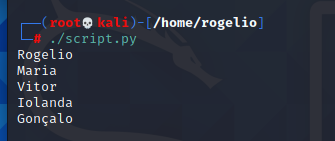 (root💀kali)-[/home/rogelio]
# ./script.py
Rogelio
Maria
Vitor
Iolanda
Gonçalo